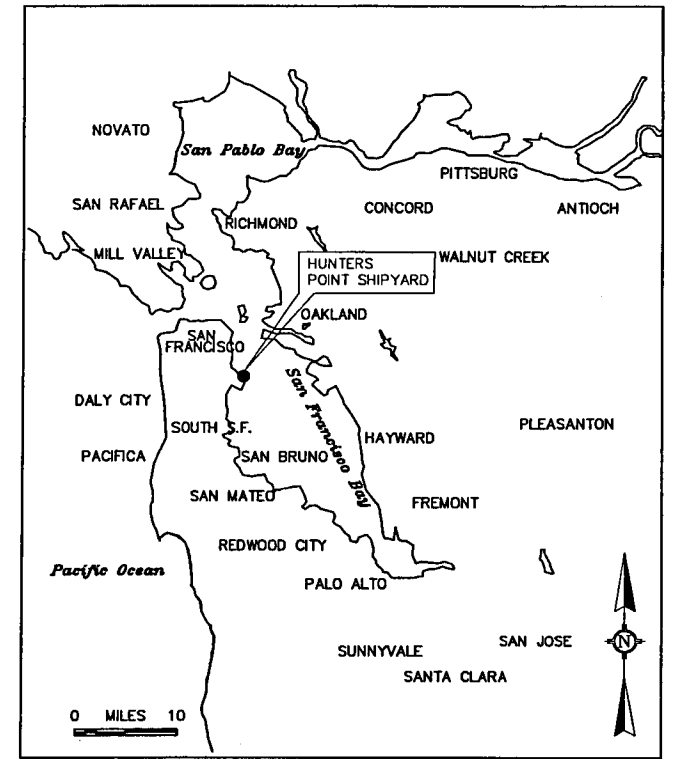 NOVATO
San Pablo Bay
PITTSBURG
SAN RAFAEL
RICHMOND
CONCORD
ANTIOCH
MILL VALLEY
HUNTERS
POINT SHIPYARD
WALNUT CREEK
OAKLAND
SAN
FRANCISCO
DALY CITY
SOUTH S.F.
San Francisco Bay
HAYWARD
PLEASANTON
PACIFICA
SAN BRUNO
SAN MATEO
FREMONT
REDWOOD CITY
Pacific Ocean
PALO ALTO
SUNNYVALE
SAN JOSE
N
SANTA CLARA
0 MILES 10